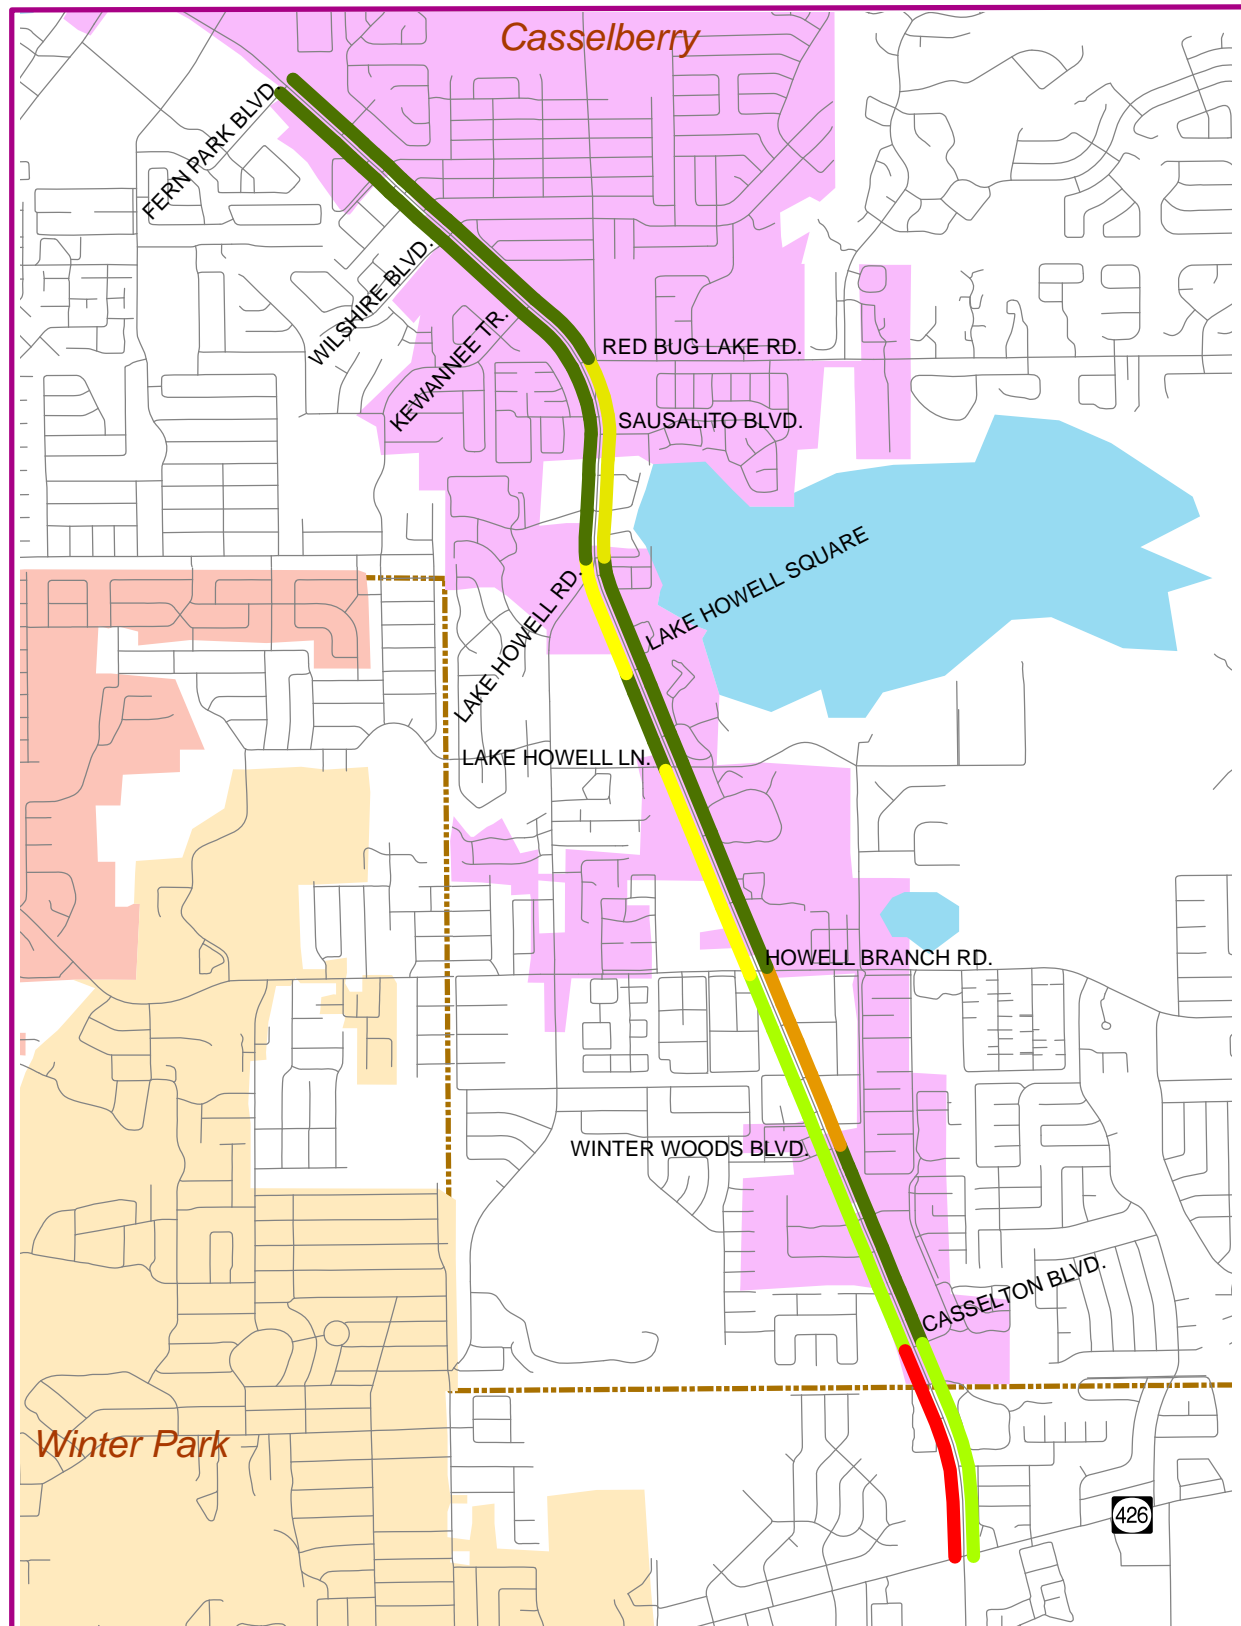 Casselberry
FERN PARK BLVD.
WILSHIRE BLVD.
KEWANNEE TR.
RED BUG LAKE RD.
SAUSALITO BLVD.
LAKE HOWELL SQUARE
LAKE HOWELL RD.
LAKE HOWELL LN.
HOWELL BRANCH RD.
WINTER WOODS BLVD.
CASSELTON BLVD.
Winter Park
426